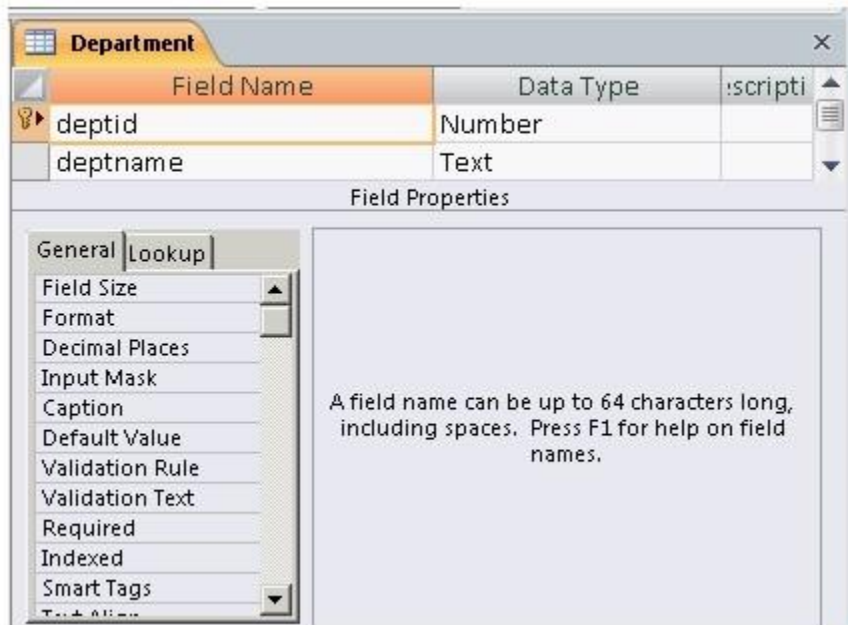 Department
Field Name Data Type scripti
deptid Number
deptname Text
Field Properties
General Lookup
Field Size
Format
Decimal Places
Input Mask
Caption
Default Value
Validation Rule
Validation Text
Required
Indexed
Smart Tags
A field name can be up to 64 characters long,
including spaces. Press F1 for help on field
names.